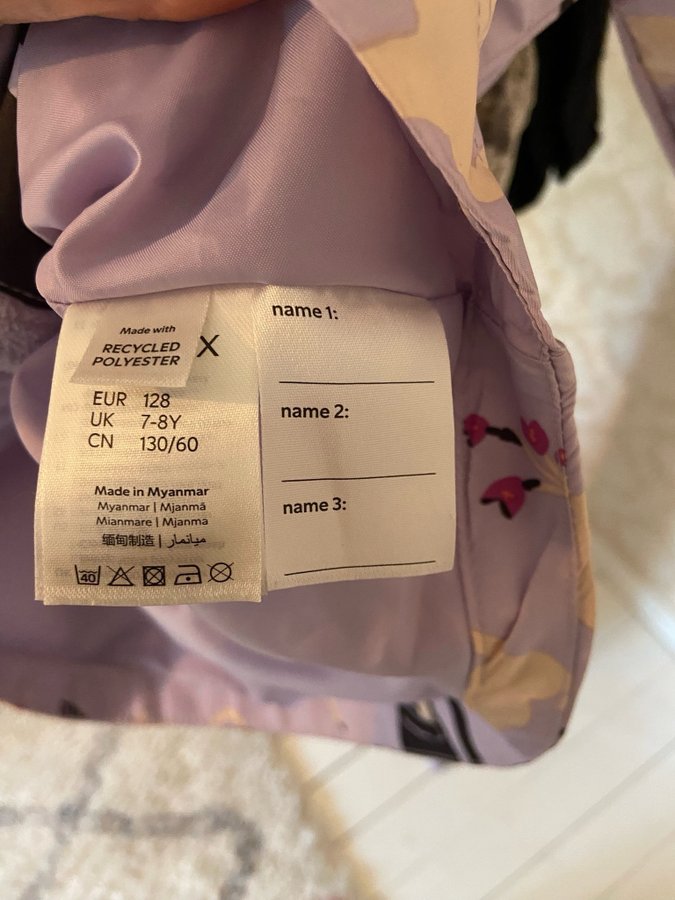 Made with
RECYCLED
POLYESTER
X
EUR 128
UK 7-8Y
CN 130/60
Made in Myanmar
Myanmar | Mjanmā
Mianmare | Mjanma
缅甸制造 | ميانمار
40
name 1:
name 2:
name 3: